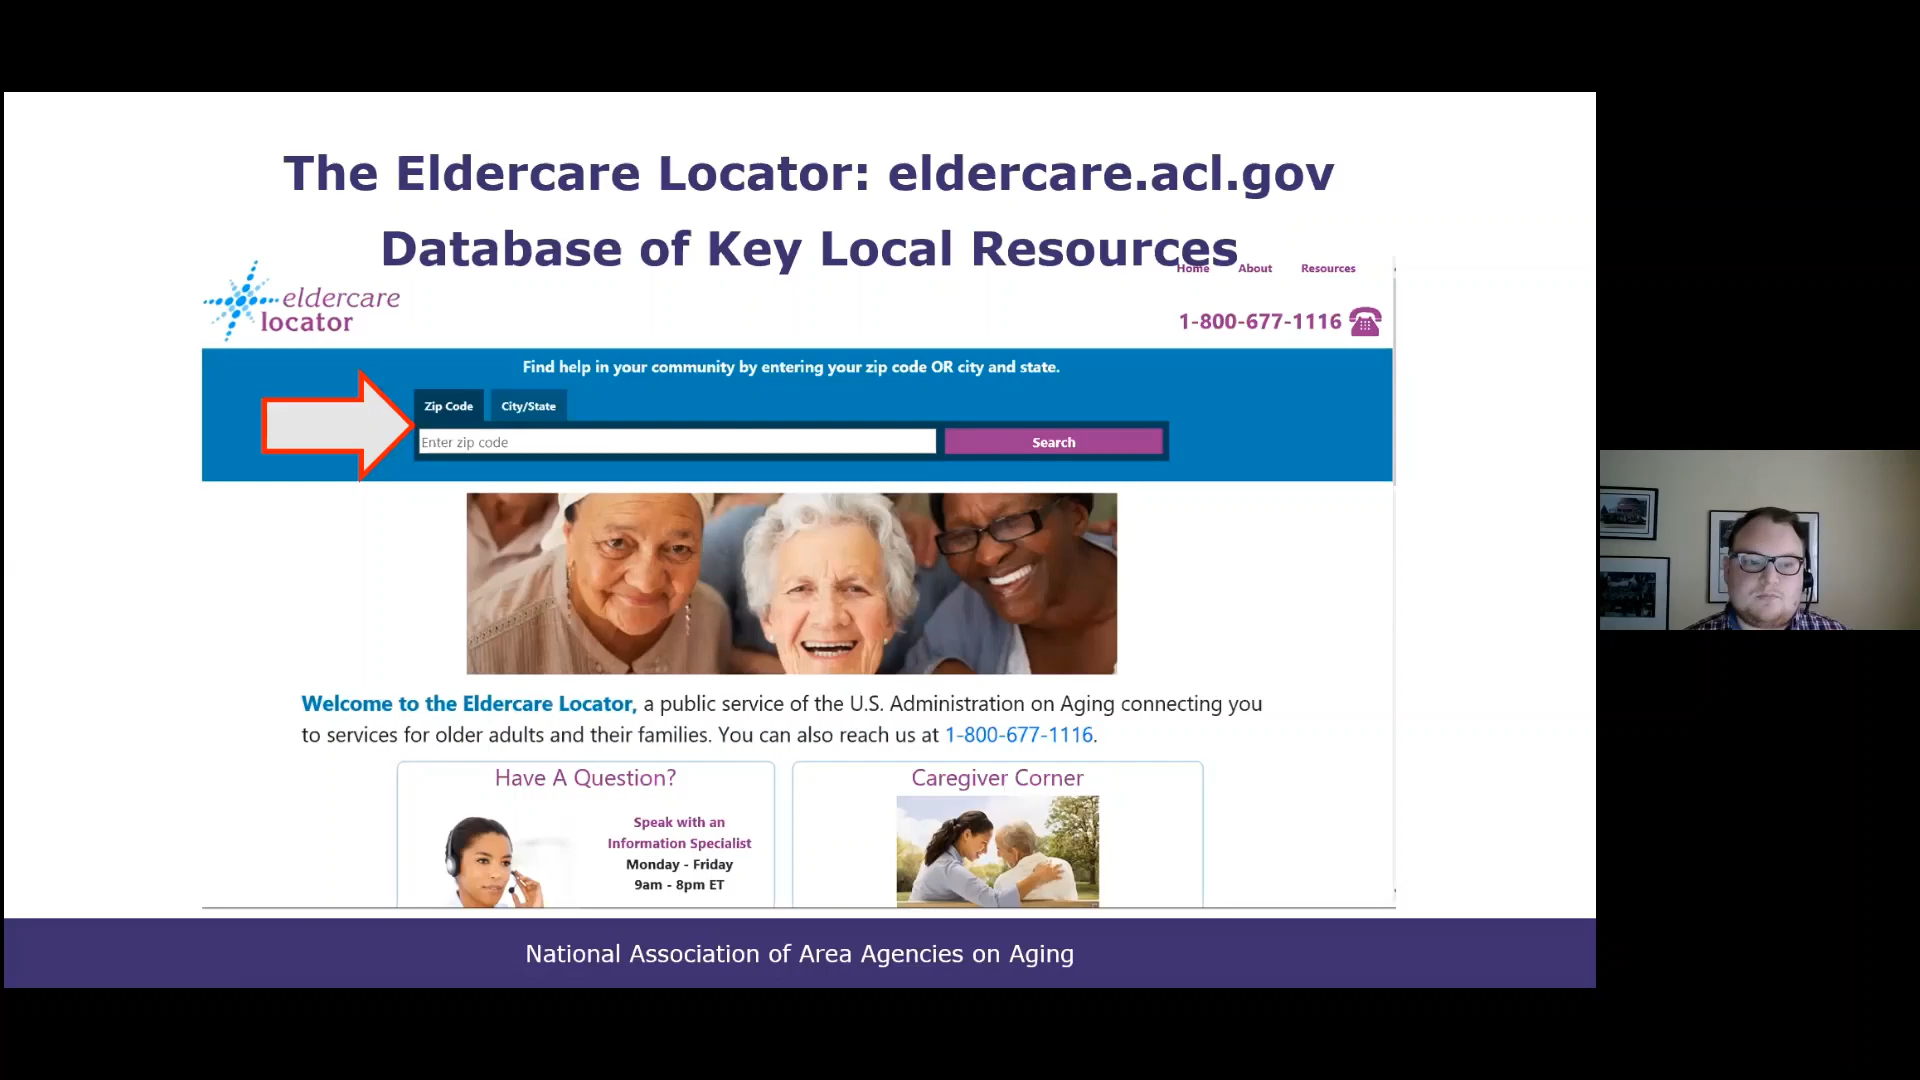 The Eldercare Locator: eldercare.acl.gov
Database of Key Local Resources
Home About Resources
eldercare
locator
1-800-677-1116
Find help in your community by entering your zip code OR city and state.
Zip Code City/State
Enter zip code Search
Welcome to the Eldercare Locator, a public service of the U.S. Administration on Aging connecting you
to services for older adults and their families. You can also reach us at 1-800-677-1116.
Have A Question?
Speak with an
Information Specialist
Monday - Friday
9am - 8pm ET
Caregiver Corner
National Association of Area Agencies on Aging